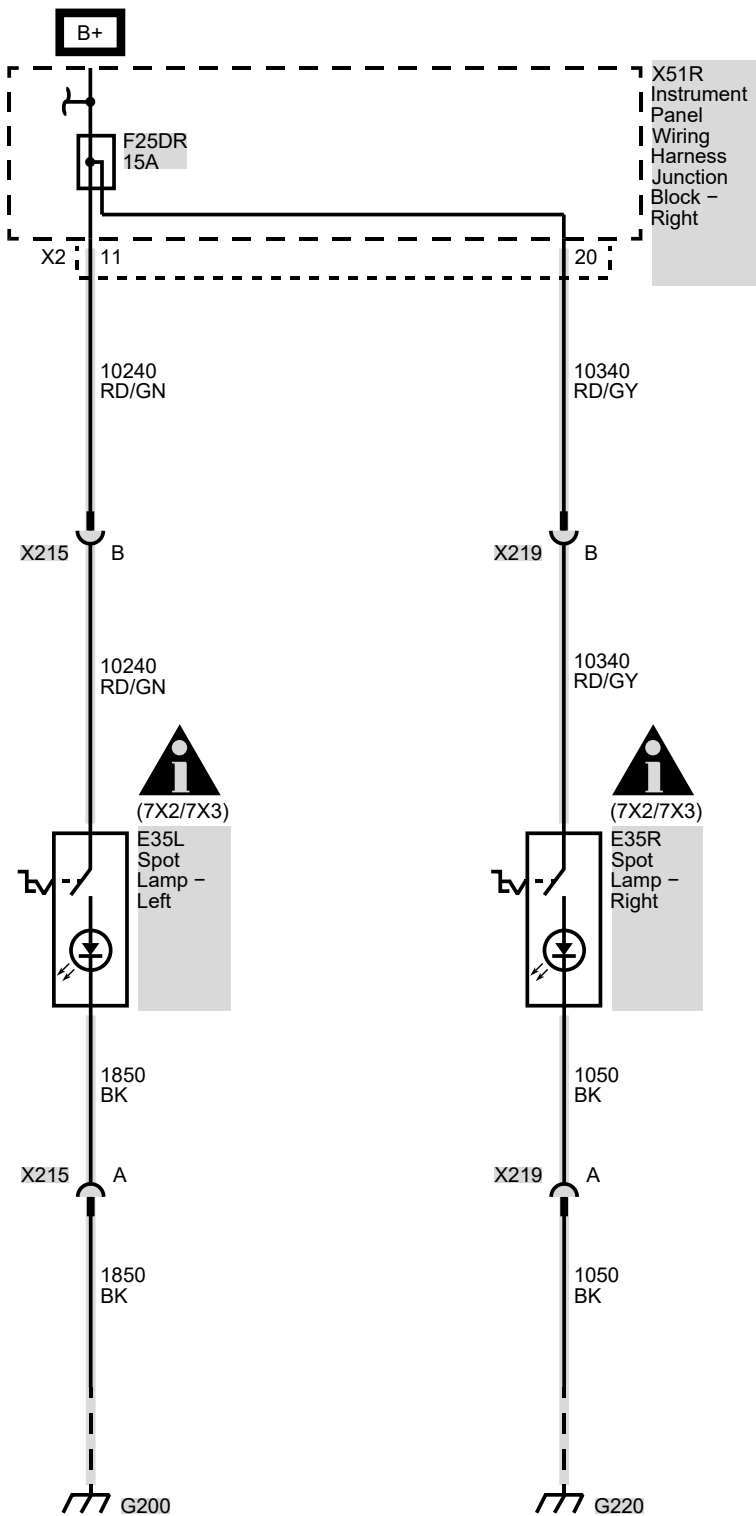 B+
X51R
Instrument
Panel
Wiring
Harness
Junction
Block –
Right
F25DR
15A
X2 11 20
10240
RD/GN
10340
RD/GY
X215 B
X219 B
10240
RD/GN
10340
RD/GY
i
(7X2/7X3)
E35L
Spot
Lamp –
Left
i
(7X2/7X3)
E35R
Spot
Lamp –
Right
1850
BK
1050
BK
X215 A
X219 A
1850
BK
1050
BK
G200
G220